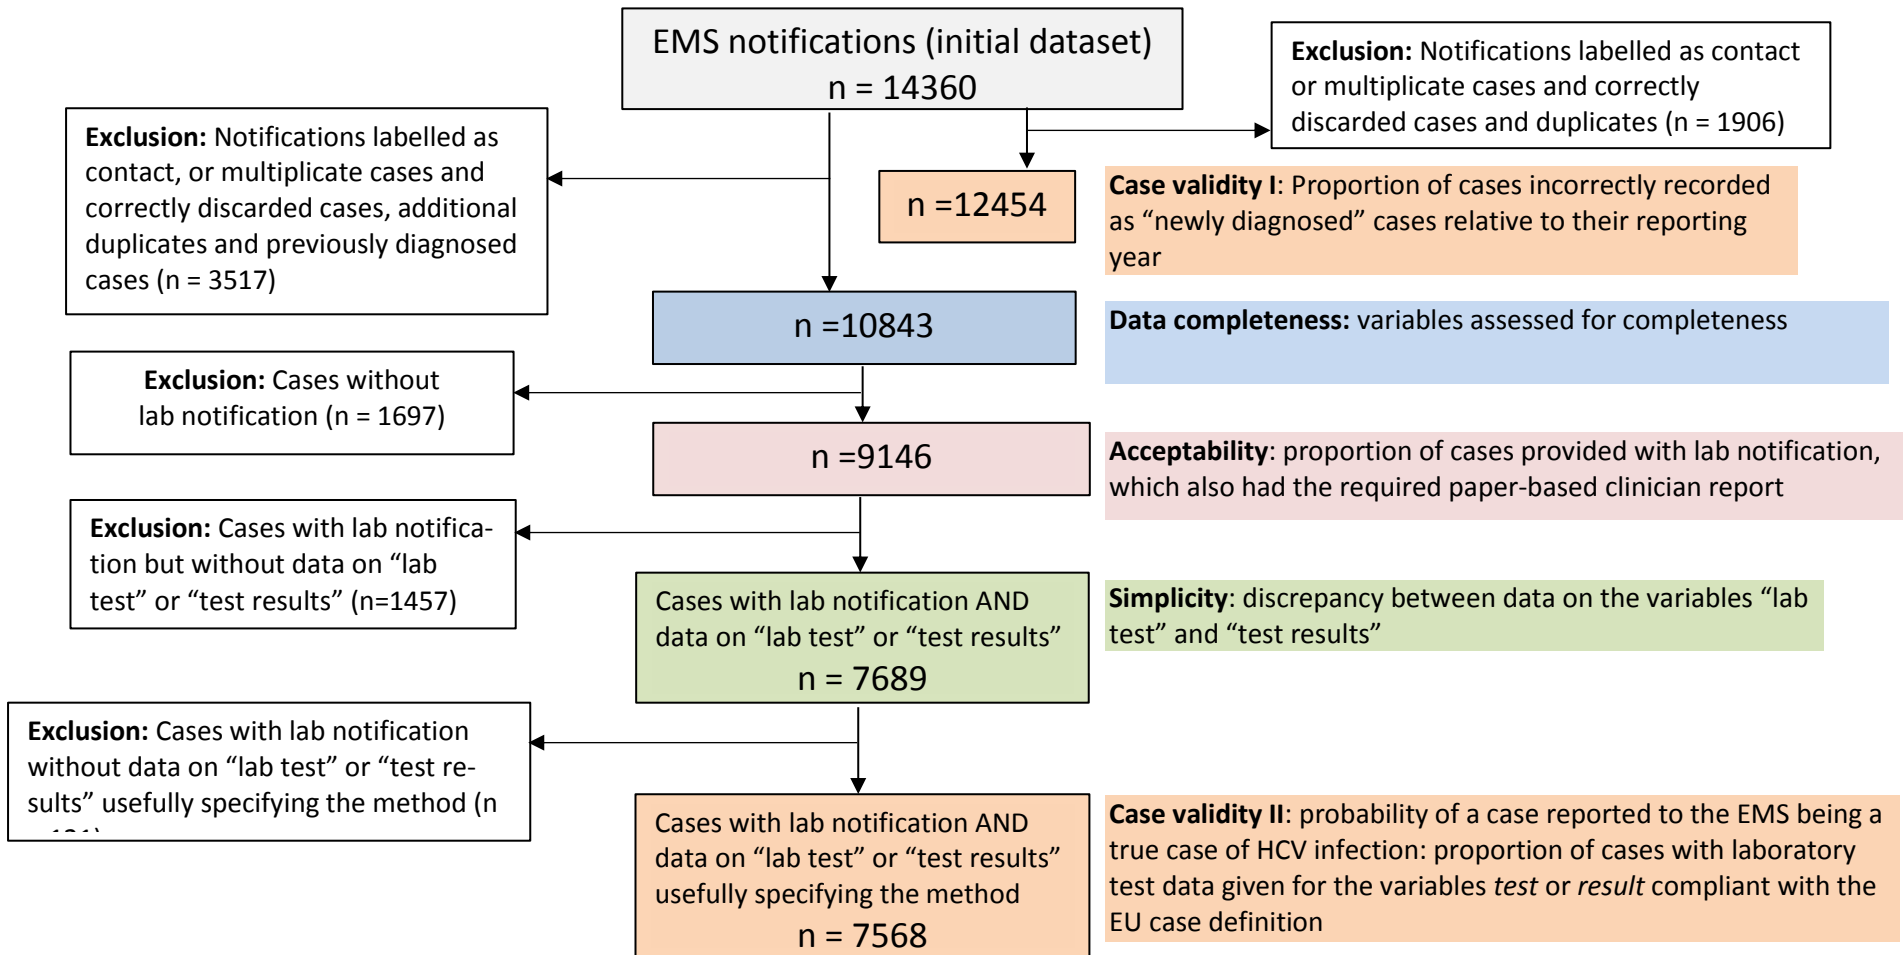 EMS notifications (initial dataset)
n = 14360
Exclusion: Notifications labelled as contact
or multiplicate cases and correctly
discarded cases and duplicates (n = 1906)
Exclusion: Notifications labelled as
contact, or multiplicate cases and
correctly discarded cases, additional
duplicates and previously diagnosed
cases (n = 3517)
n =12454
Case validity I: Proportion of cases incorrectly recorded
as “newly diagnosed” cases relative to their reporting
year
n =10843
Data completeness: variables assessed for completeness
Exclusion: Cases without
lab notification (n = 1697)
n =9146
Acceptability: proportion of cases provided with lab notification,
which also had the required paper-based clinician report
Exclusion: Cases with lab notifica-
tion but without data on “lab
test” or “test results” (n=1457)
Cases with lab notification AND
data on “lab test” or “test results”
n = 7689
Simplicity: discrepancy between data on the variables “lab
test” and “test results”
Exclusion: Cases with lab notification
without data on “lab test” or “test re-
sults” usefully specifying the method (n
Cases with lab notification AND
data on “lab test” or “test results”
usefully specifying the method
n = 7568
Case validity II: probability of a case reported to the EMS being a
true case of HCV infection: proportion of cases with laboratory
test data given for the variables test or result compliant with the
EU case definition